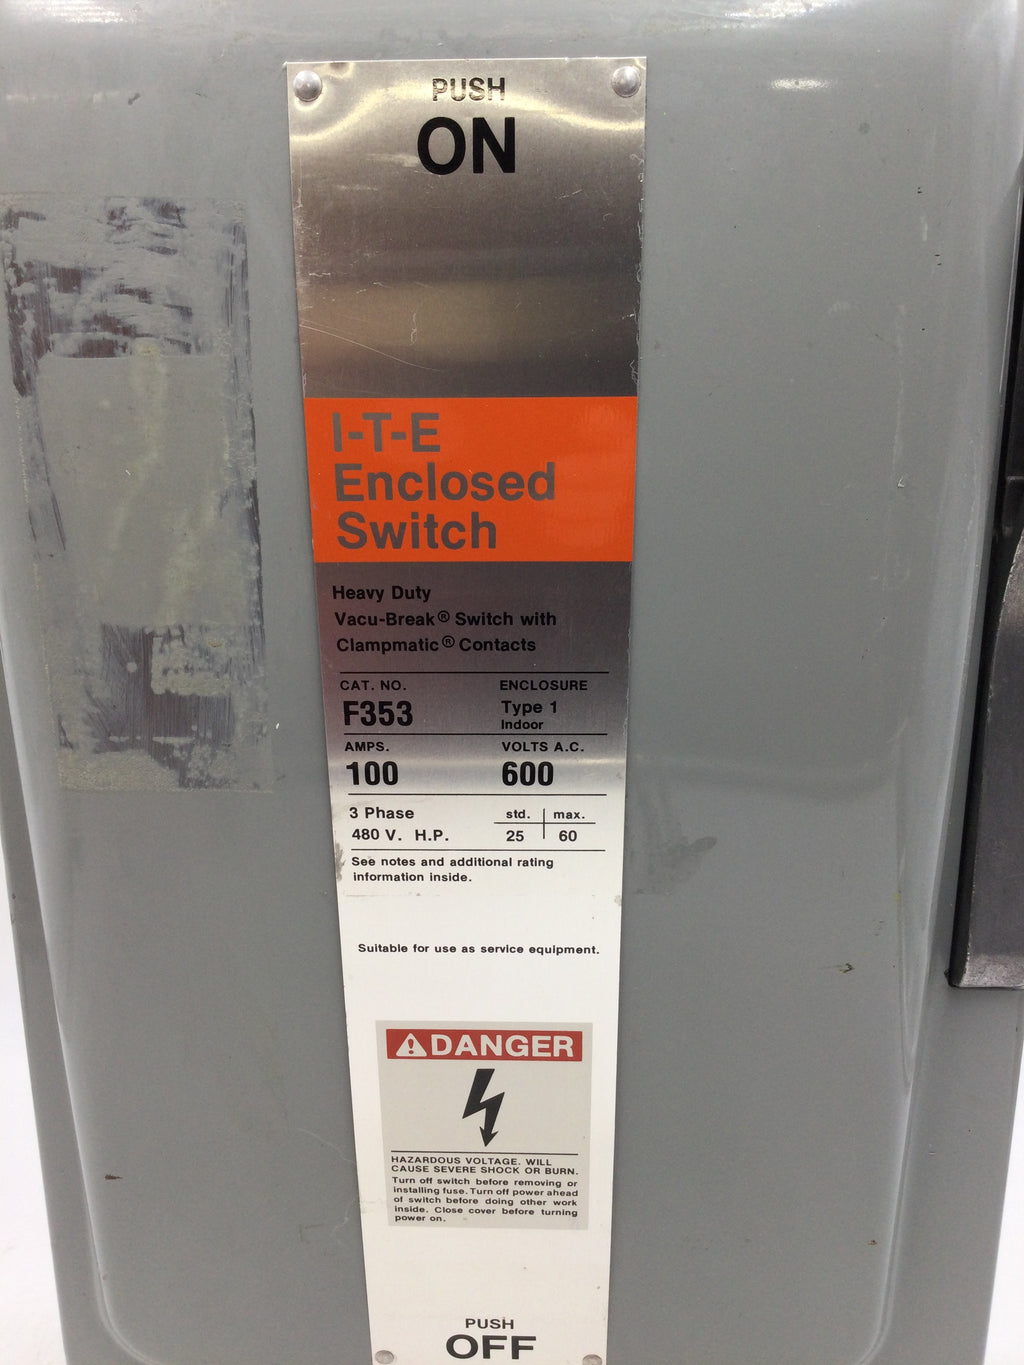 PUSH
ON
I-T-E
Enclosed
Switch
Heavy Duty
Vacu-Break® Switch with
Clampmatic® Contacts
CAT. NO. ENCLOSURE
F353 Type 1
Indoor
AMPS. VOLTS A.C.
100 600
3 Phase std. max.
480 V. H.P. 25 60
See notes and additional rating
information inside.
Suitable for use as service equipment.
DANGER
HAZARDOUS VOLTAGE. WILL
CAUSE SEVERE SHOCK OR BURN.
Turn off switch before removing or
installing fuse. Turn off power ahead
of switch before doing other work
inside. Close cover before turning
power on.
PUSH
OFF